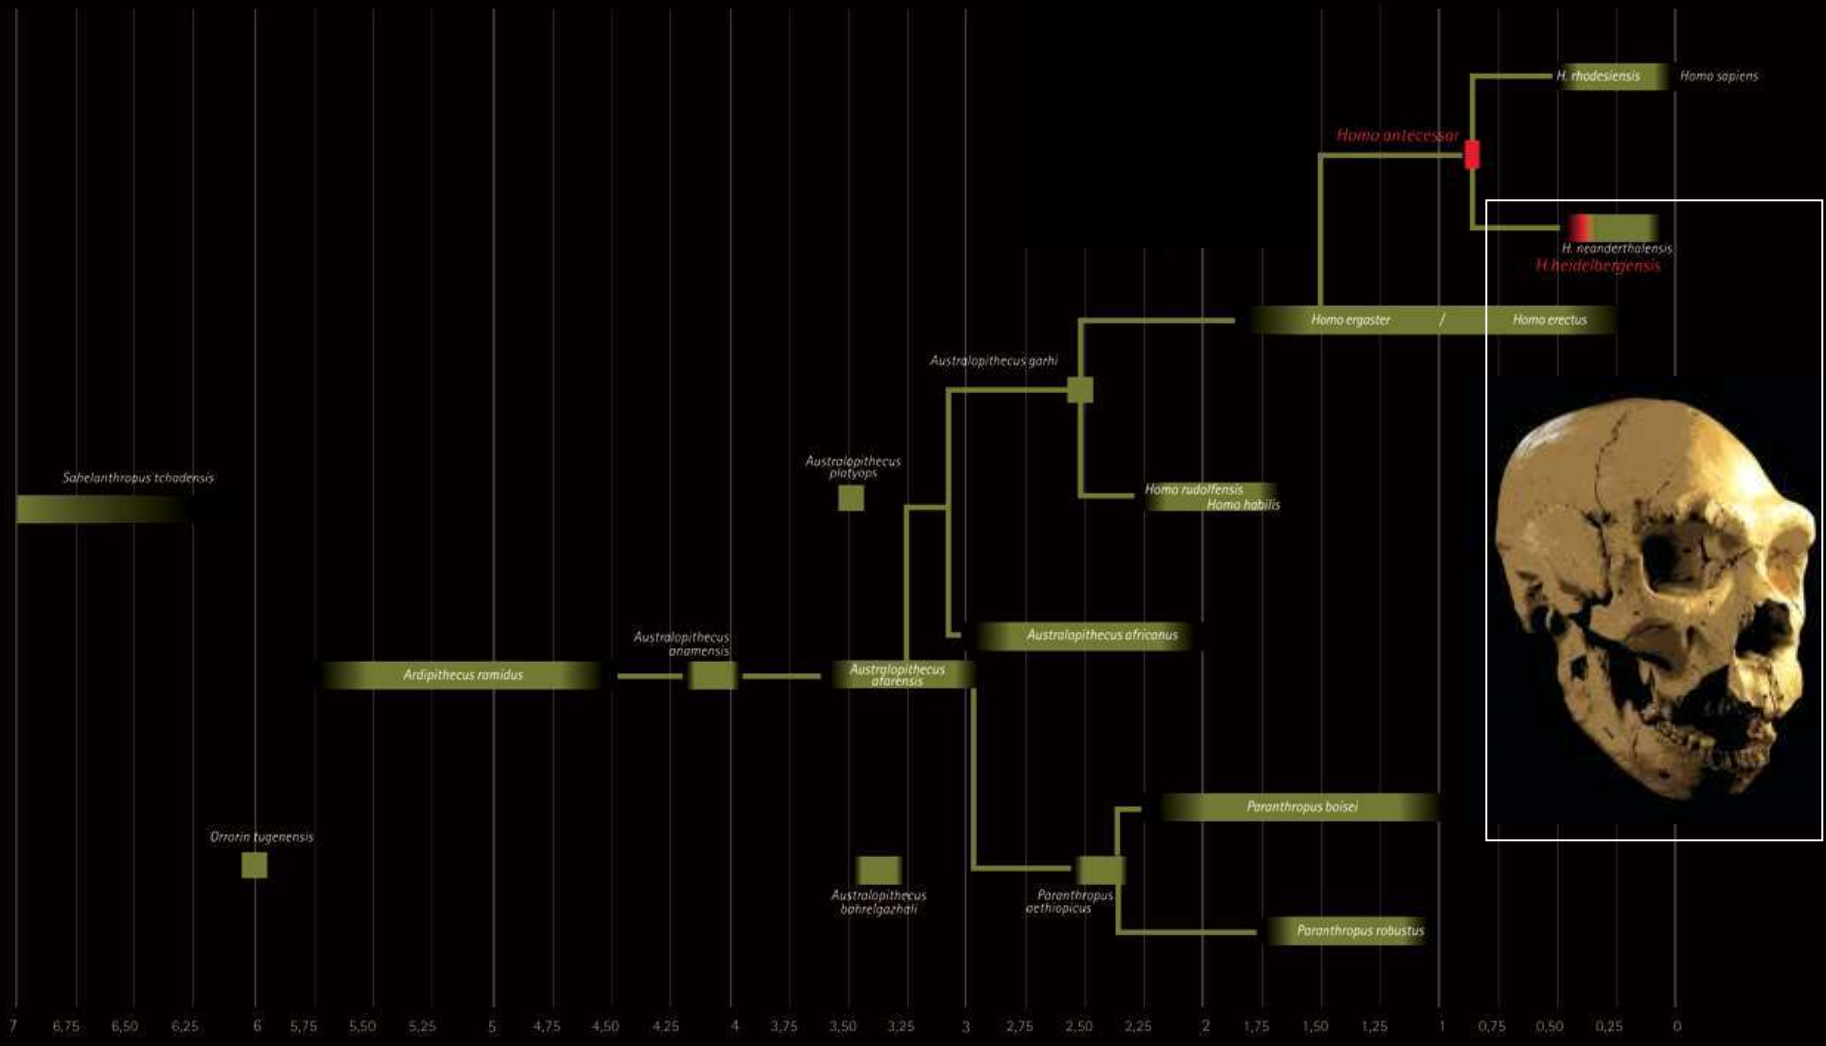 H. rhodesiensis
Homo sapiens
Homo antecessor
H. neanderthalensis
H.heidelbergensis
Homo ergaster / Homo erectus
Australopithecus garhi
Australopithecus
platyops
Sahelanthropus tchadensis
Homo rudolfensis
Homo habilis
Australopithecus africanus
Australopithecus
anamensis
Ardipithecus ramidus
Australopithecus
afarensis
Paranthropus boisei
Orrorin tugenensis
Australopithecus
bahrelgazhali
Paranthropus
aethiopicus
Paranthropus robustus
7 6,75 6,50 6,25 6 5,75 5,50 5,25 5 4,75 4,50 4,25 4 3,75 3,50 3,25 3 2,75 2,50 2,25 2 1,75 1,50 1,25 1 0,75 0,50 0,25 0